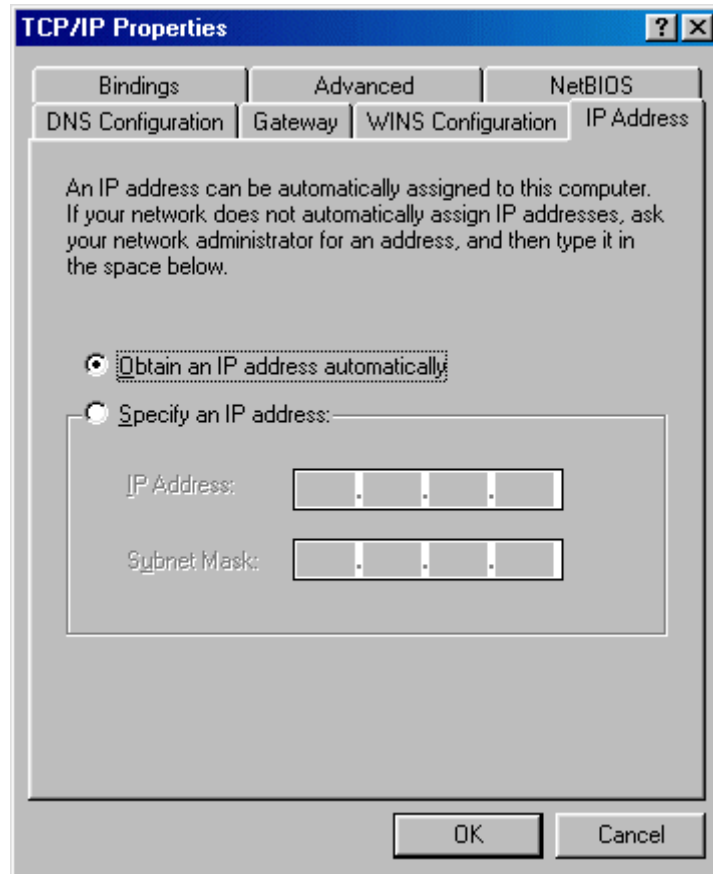 TCP/IP Properties
Bindings
Advanced
NetBIOS
DNS Configuration
Gateway
WINS Configuration
IP Address
An IP address can be automatically assigned to this computer.
If your network does not automatically assign IP addresses, ask
your network administrator for an address, and then type it in
the space below.
Obtain an IP address automatically
Specify an IP address:
IP Address:
. . .
Subnet Mask:
. . .
OK
Cancel